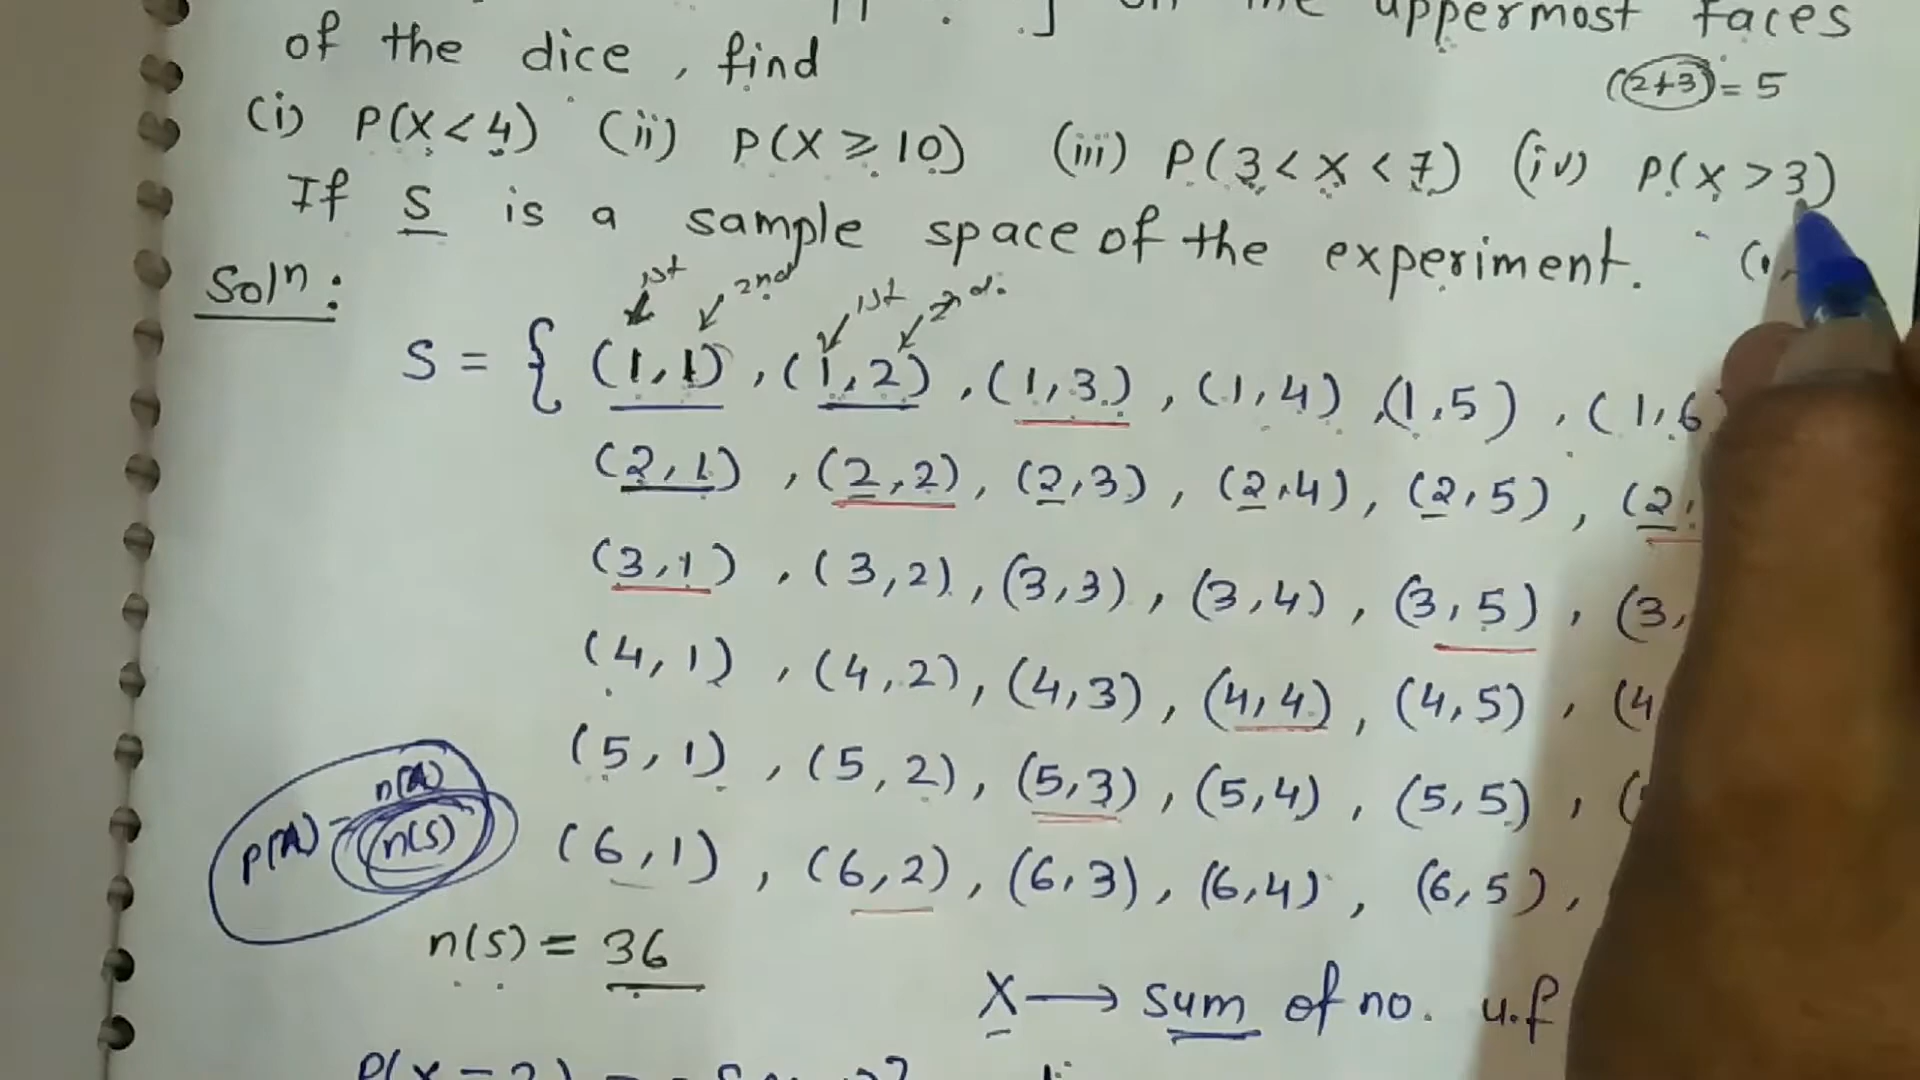 on the uppermost faces
of the dice, find
(2+3) = 5
(i) P(X < 4) (ii) P(X ≥ 10) (iii) P(3 < X < 7) (iv) P(X > 3)
If S is a sample space of the experiment.
Solⁿ:
1st 2nd 1st 2nd
S = { (1,1), (1,2), (1,3), (1,4), (1,5), (1,6
(2,1), (2,2), (2,3), (2,4), (2,5), (2,
(3,1), (3,2), (3,3), (3,4), (3,5), (3,
(4,1), (4,2), (4,3), (4,4), (4,5), (4
(5,1), (5,2), (5,3), (5,4), (5,5), (
(6,1), (6,2), (6,3), (6,4), (6,5),
P(A) = n(A)
n(S)
n(S) = 36
X → sum of no. u.f